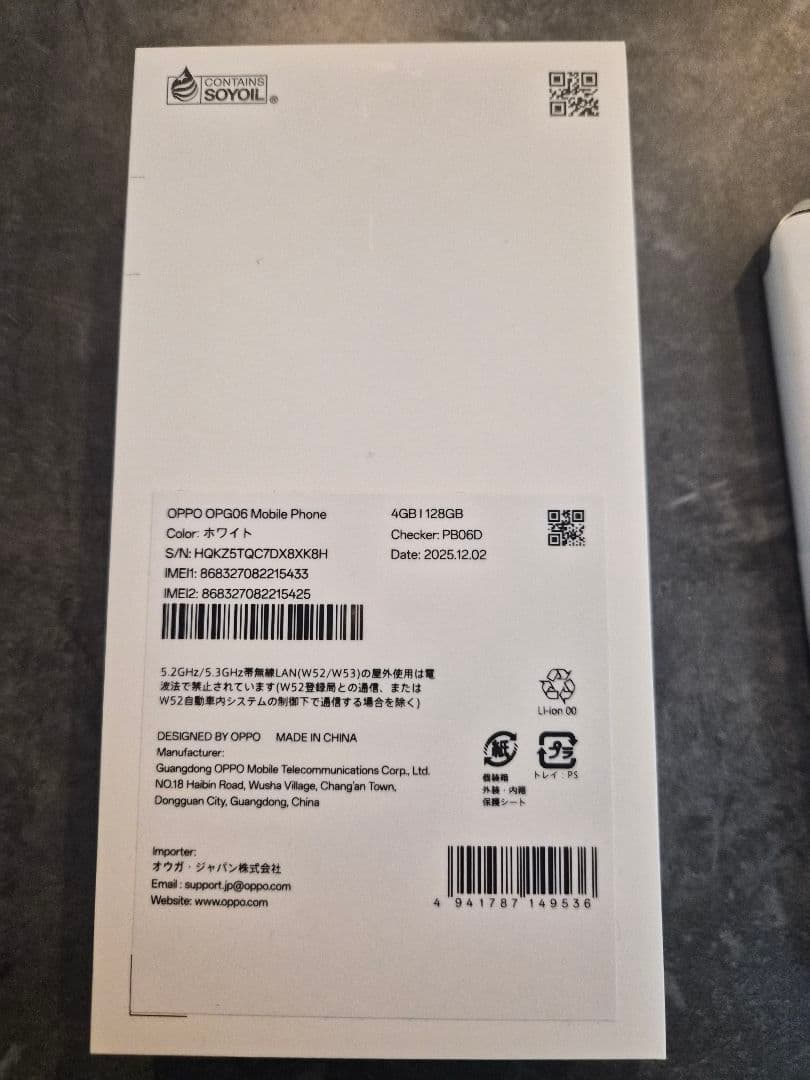 CONTAINS
SOYOIL®
OPPO OPG06 Mobile Phone
4GB | 128GB
Color: ホワイト
Checker: PB06D
S/N: HQKZ5TQC7DX8XK8H
Date: 2025.12.02
IMEI1: 868327082215433
IMEI2: 868327082215425
5.2GHz/5.3GHz帯無線LAN(W52/W53)の屋外使用は電
波法で禁止されています(W52登録局との通信、または
W52自動車内システムの制御下で通信する場合を除く)
Li-ion 00
DESIGNED BY OPPO MADE IN CHINA
Manufacturer:
Guangdong OPPO Mobile Telecommunications Corp., Ltd.
NO.18 Haibin Road, Wusha Village, Chang'an Town,
Dongguan City, Guangdong, China
紙
プラ
個装箱
外装・内箱
保護シート
トレイ：PS
Importer:
オウガ・ジャパン株式会社
Email : support.jp@oppo.com
Website: www.oppo.com
4 941787 149536